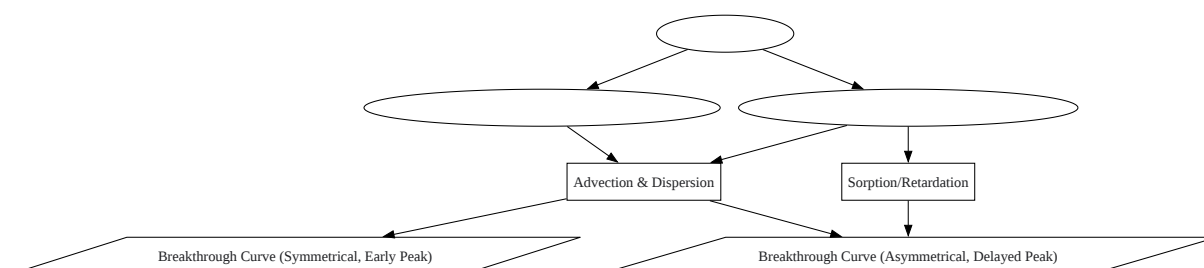 Advection & Dispersion
Sorption/Retardation
Breakthrough Curve (Symmetrical, Early Peak)
Breakthrough Curve (Asymmetrical, Delayed Peak)